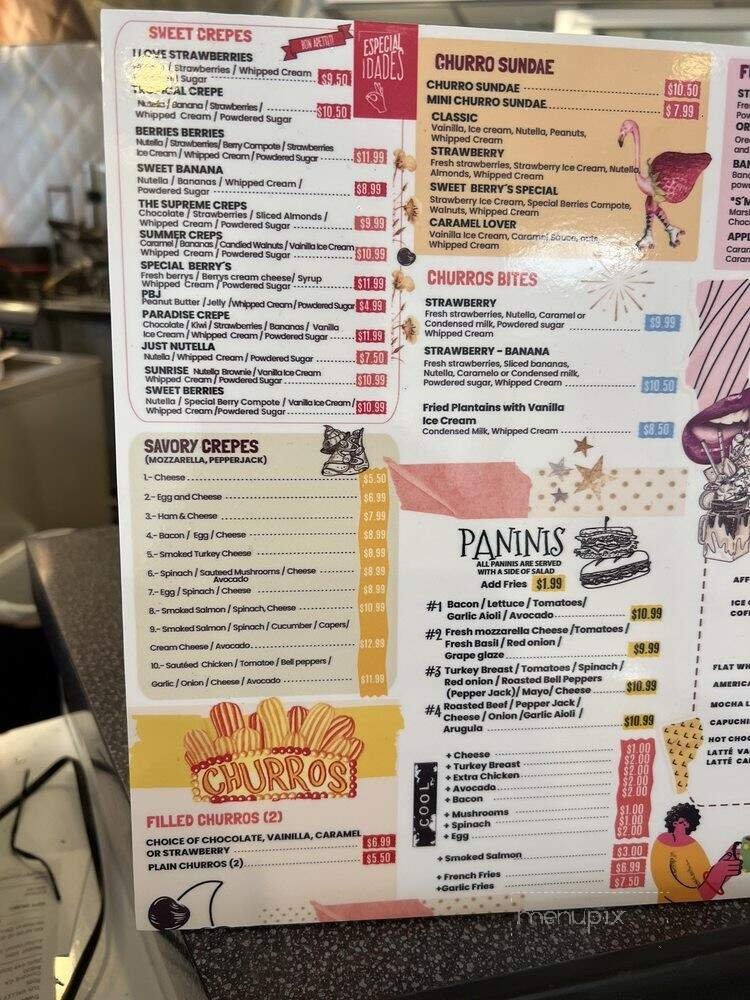 SWEET CREPES
BON APETIT!
ESPECIALIDADES
I LOVE STRAWBERRIES
/ Strawberries / Whipped Cream
Sugar $9.50
TROPICAL CREPE
Nutella / Banana / Strawberries /
Whipped Cream / Powdered Sugar $10.50
BERRIES BERRIES
Nutella / Strawberries/ Berry Compote / Strawberries
Ice Cream / Whipped Cream / Powdered Sugar $11.99
SWEET BANANA
Nutella / Bananas / Whipped Cream /
Powdered Sugar $8.99
THE SUPREME CREPS
Chocolate / Strawberries / Sliced Almonds /
Whipped Cream / Powdered Sugar $9.99
SUMMER CREPS
Caramel / Bananas / Candied Walnuts / Vainilla Ice Cream
Whipped Cream / Powdered Sugar $10.99
SPECIAL BERRY´S
Fresh berrys / Berrys cream cheese/ Syrup
Whipped Cream / Powdered Sugar $11.99
PBJ
Peanut Butter / Jelly /Whipped Cream / Powdered Sugar $4.99
PARADISE CREPE
Chocolate / Kiwi / Strawberries / Bananas / Vanilla
Ice Cream / Whipped Cream / Powdered Sugar $11.99
JUST NUTELLA
Nutella / Whipped Cream / Powdered Sugar $7.50
SUNRISE Nutella Brownie / Vanilla Ice Cream
Whipped Cream / Powdered Sugar $10.99
SWEET BERRIES
Nutella / Special Berry Compote / Vainilla Ice Cream /
Whipped Cream /Powdered Sugar $10.99
SAVORY CREPES
(MOZZARELLA, PEPPERJACK)
1.- Cheese $5.50
2.- Egg and Cheese $6.99
3.- Ham & Cheese $7.99
4.- Bacon / Egg / Cheese $8.99
5.- Smoked Turkey Cheese $8.99
6.- Spinach / Sauteed Mushrooms / Cheese $8.99
Avocado
7.- Egg / Spinach / Cheese $8.99
8.- Smoked Salmon / Spinach, Cheese $10.99
9.- Smoked Salmon / Spinach / Cucumber / Capers/
Cream Cheese / Avocado $12.99
10.- Sautéed Chicken / Tomatoe / Bell peppers /
Garlic / Onion / Cheese / Avocado $11.99
CHURROS
FILLED CHURROS (2)
CHOICE OF CHOCOLATE, VAINILLA, CARAMEL
OR STRAWBERRY $6.99
PLAIN CHURROS (2) $5.50
CHURRO SUNDAE
CHURRO SUNDAE $10.50
MINI CHURRO SUNDAE $7.99
CLASSIC
Vainilla, Ice cream, Nutella, Peanuts,
Whipped Cream
STRAWBERRY
Fresh strawberries, Strawberry Ice Cream, Nutella,
Almonds, Whipped Cream
SWEET BERRY´S SPECIAL
Strawberry Ice Cream, Special Berries Compote,
Walnuts, Whipped Cream
CARAMEL LOVER
Vainilla Ice Cream, Caramel Sauce, nuts
Whipped Cream
CHURROS BITES
STRAWBERRY
Fresh strawberries, Nutella, Caramel or
Condensed milk, Powdered sugar $9.99
Whipped Cream
STRAWBERRY - BANANA
Fresh strawberries, Sliced bananas,
Nutella, Caramelo or Condensed milk,
Powdered sugar, Whipped Cream $10.50
Fried Plantains with Vanilla
Ice Cream
Condensed Milk, Whipped Cream $8.50
PANINIS
ALL PANINIS ARE SERVED
WITH A SIDE OF SALAD
Add Fries $1.99
#1 Bacon / Lettuce / Tomatoes/
Garlic Aioli / Avocado $10.99
#2 Fresh mozzarella Cheese /Tomatoes /
Fresh Basil / Red onion /
Grape glaze $9.99
#3 Turkey Breast / Tomatoes / Spinach /
Red onion / Roasted Bell Peppers
(Pepper Jack)/ Mayo/ Cheese $10.99
#4 Roasted Beef / Pepper Jack /
Cheese / Onion /Garlic Aioli /
Arugula $10.99
COOL
+ Cheese $1.00
+ Turkey Breast $2.00
+ Extra Chicken $2.00
+ Avocado $2.00
+ Bacon $2.00
+ Mushrooms $1.00
+ Spinach $1.00
+ Egg $2.00
+ Smoked Salmon $3.00
+ French Fries $6.99
+Garlic Fries $7.50
AFF
ICE
COF
FLAT WH
AMERICA
MOCHA L
CAPUCHI
HOT CHOC
LATTÉ VA
LATTÉ CA
menupix